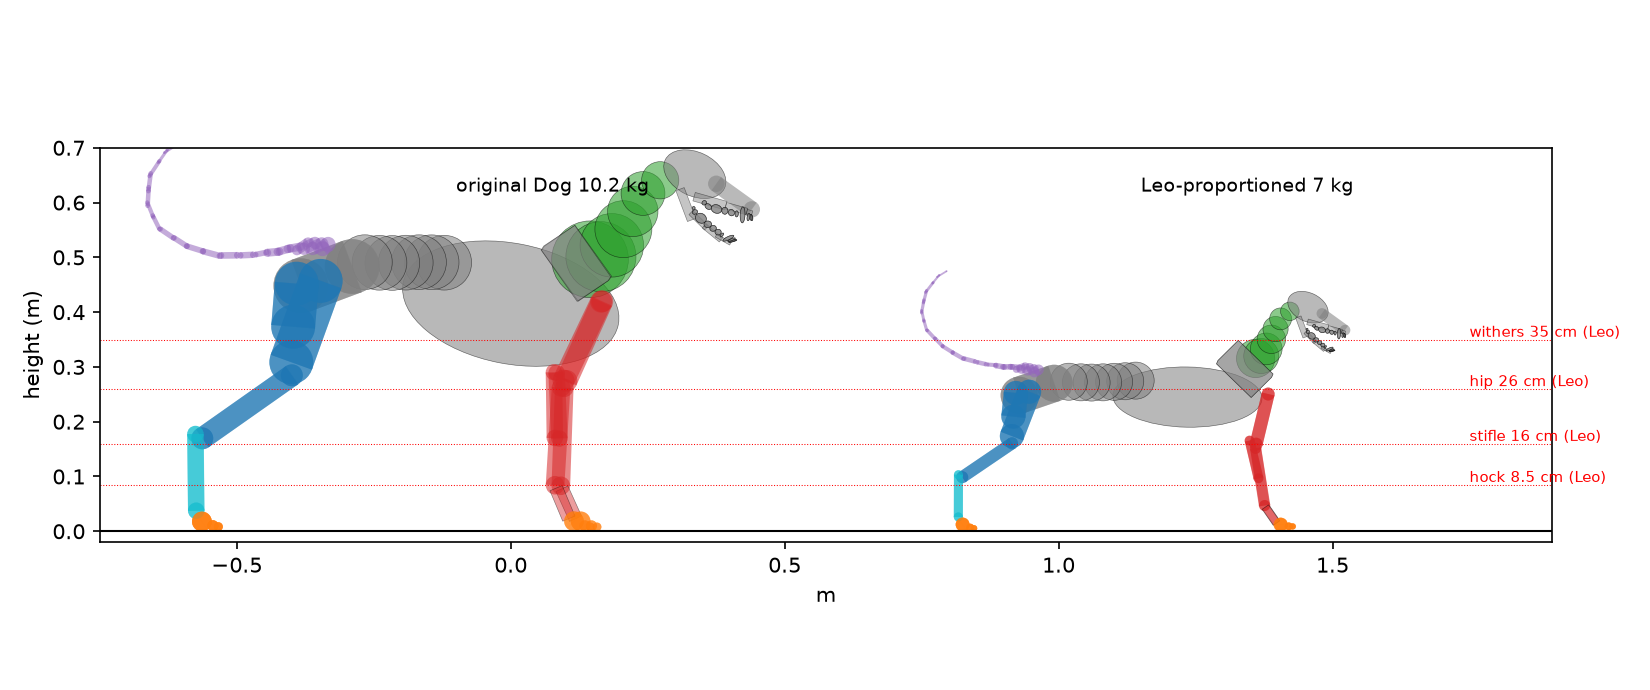 0.7
0.6
0.5
0.4
0.3
0.2
0.1
0.0
height (m)
original Dog 10.2 kg
Leo-proportioned 7 kg
withers 35 cm (Leo)
hip 26 cm (Leo)
stifle 16 cm (Leo)
hock 8.5 cm (Leo)
−0.5
0.0
0.5
1.0
1.5
m